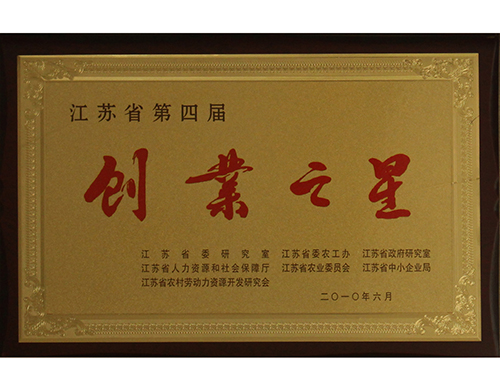 江苏省第四届
创業之星
江苏省委研究室 江苏省委农工办 江苏省政府研究室
江苏省人力资源和社会保障厅 江苏省农业委员会 江苏省中小企业局
江苏省农村劳动力资源开发研究会
二〇一〇年六月